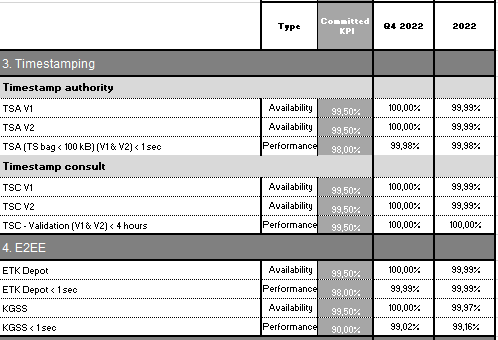 Type Committed KPI Q4 2022 2022
3. Timestamping
Timestamp authority
TSA V1 Availability 99,50% 100,00% 99,99%
TSA V2 Availability 99,50% 100,00% 99,99%
TSA (TS bag < 100 kB) (V1 & V2) < 1 sec Performance 98,00% 99,98% 99,98%
Timestamp consult
TSC V1 Availability 99,50% 100,00% 99,99%
TSC V2 Availability 99,50% 100,00% 99,99%
TSC - Validation (V1 & V2) < 4 hours Performance 99,50% 100,00% 100,00%
4. E2EE
ETK Depot Availability 99,50% 100,00% 99,99%
ETK Depot < 1 sec Performance 98,00% 99,99% 99,99%
KGSS Availability 99,50% 100,00% 99,97%
KGSS < 1 sec Performance 90,00% 99,02% 99,16%